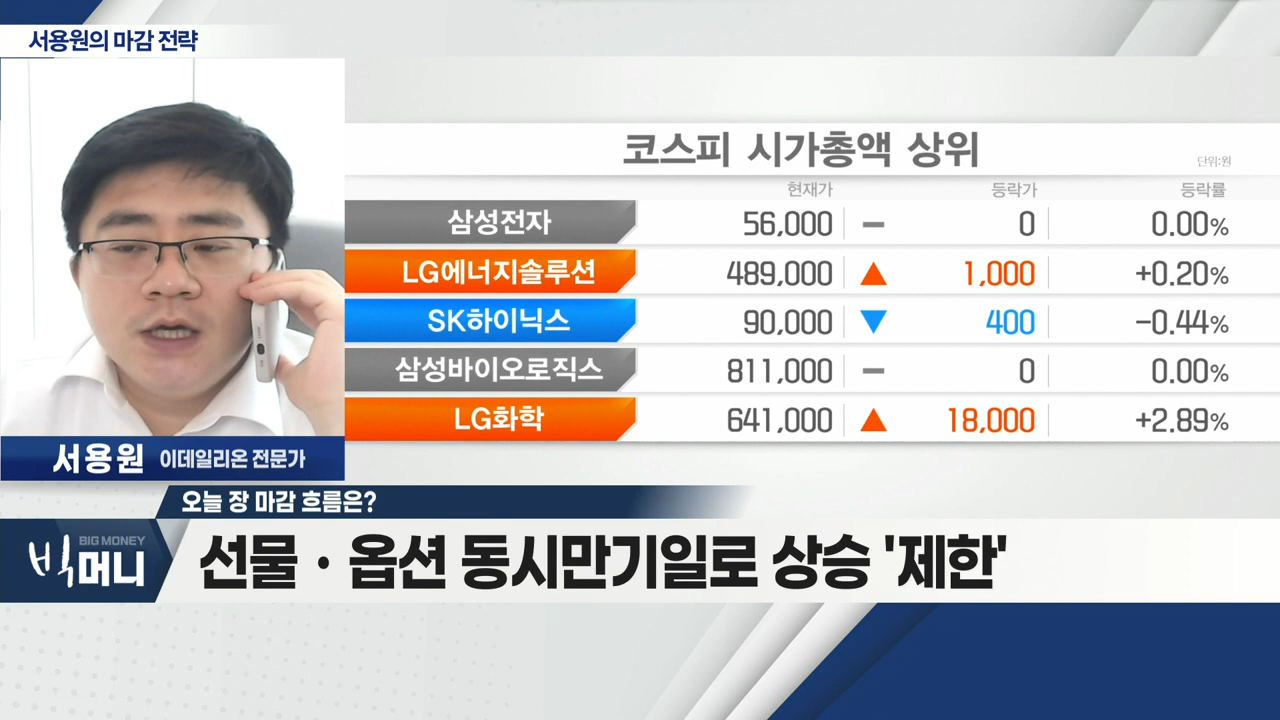 서용원의 마감 전략
코스피 시가총액 상위
단위:원
현재가 등락가 등락률
삼성전자 56,000 － 0 0.00%
LG에너지솔루션 489,000 ▲ 1,000 +0.20%
SK하이닉스 90,000 ▼ 400 -0.44%
삼성바이오로직스 811,000 － 0 0.00%
LG화학 641,000 ▲ 18,000 +2.89%
서용원 이데일리온 전문가
오늘 장 마감 흐름은?
BIG MONEY
빅머니
선물·옵션 동시만기일로 상승 '제한'